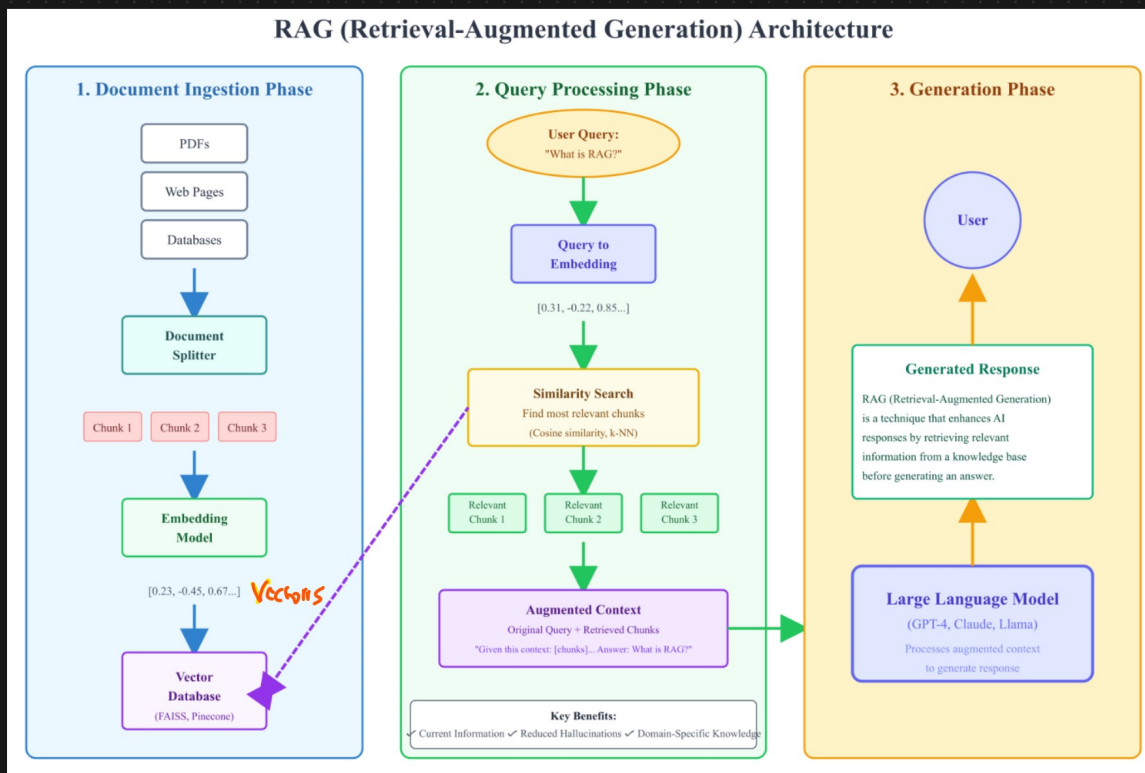 RAG (Retrieval-Augmented Generation) Architecture
1. Document Ingestion Phase
PDFs
Web Pages
Databases
Document
Splitter
Chunk 1
Chunk 2
Chunk 3
Embedding
Model
[0.23, -0.45, 0.67...]
Vectors
Vector
Database
(FAISS, Pinecone)
2. Query Processing Phase
User Query:
"What is RAG?"
Query to
Embedding
[0.31, -0.22, 0.85...]
Similarity Search
Find most relevant chunks
(Cosine similarity, k-NN)
Relevant
Chunk 1
Relevant
Chunk 2
Relevant
Chunk 3
Augmented Context
Original Query + Retrieved Chunks
"Given this context: [chunks]... Answer: What is RAG?"
Key Benefits:
✓ Current Information ✓ Reduced Hallucinations ✓ Domain-Specific Knowledge
3. Generation Phase
User
Generated Response
RAG (Retrieval-Augmented Generation)
is a technique that enhances AI
responses by retrieving relevant
information from a knowledge base
before generating an answer.
Large Language Model
(GPT-4, Claude, Llama)
Processes augmented context
to generate response